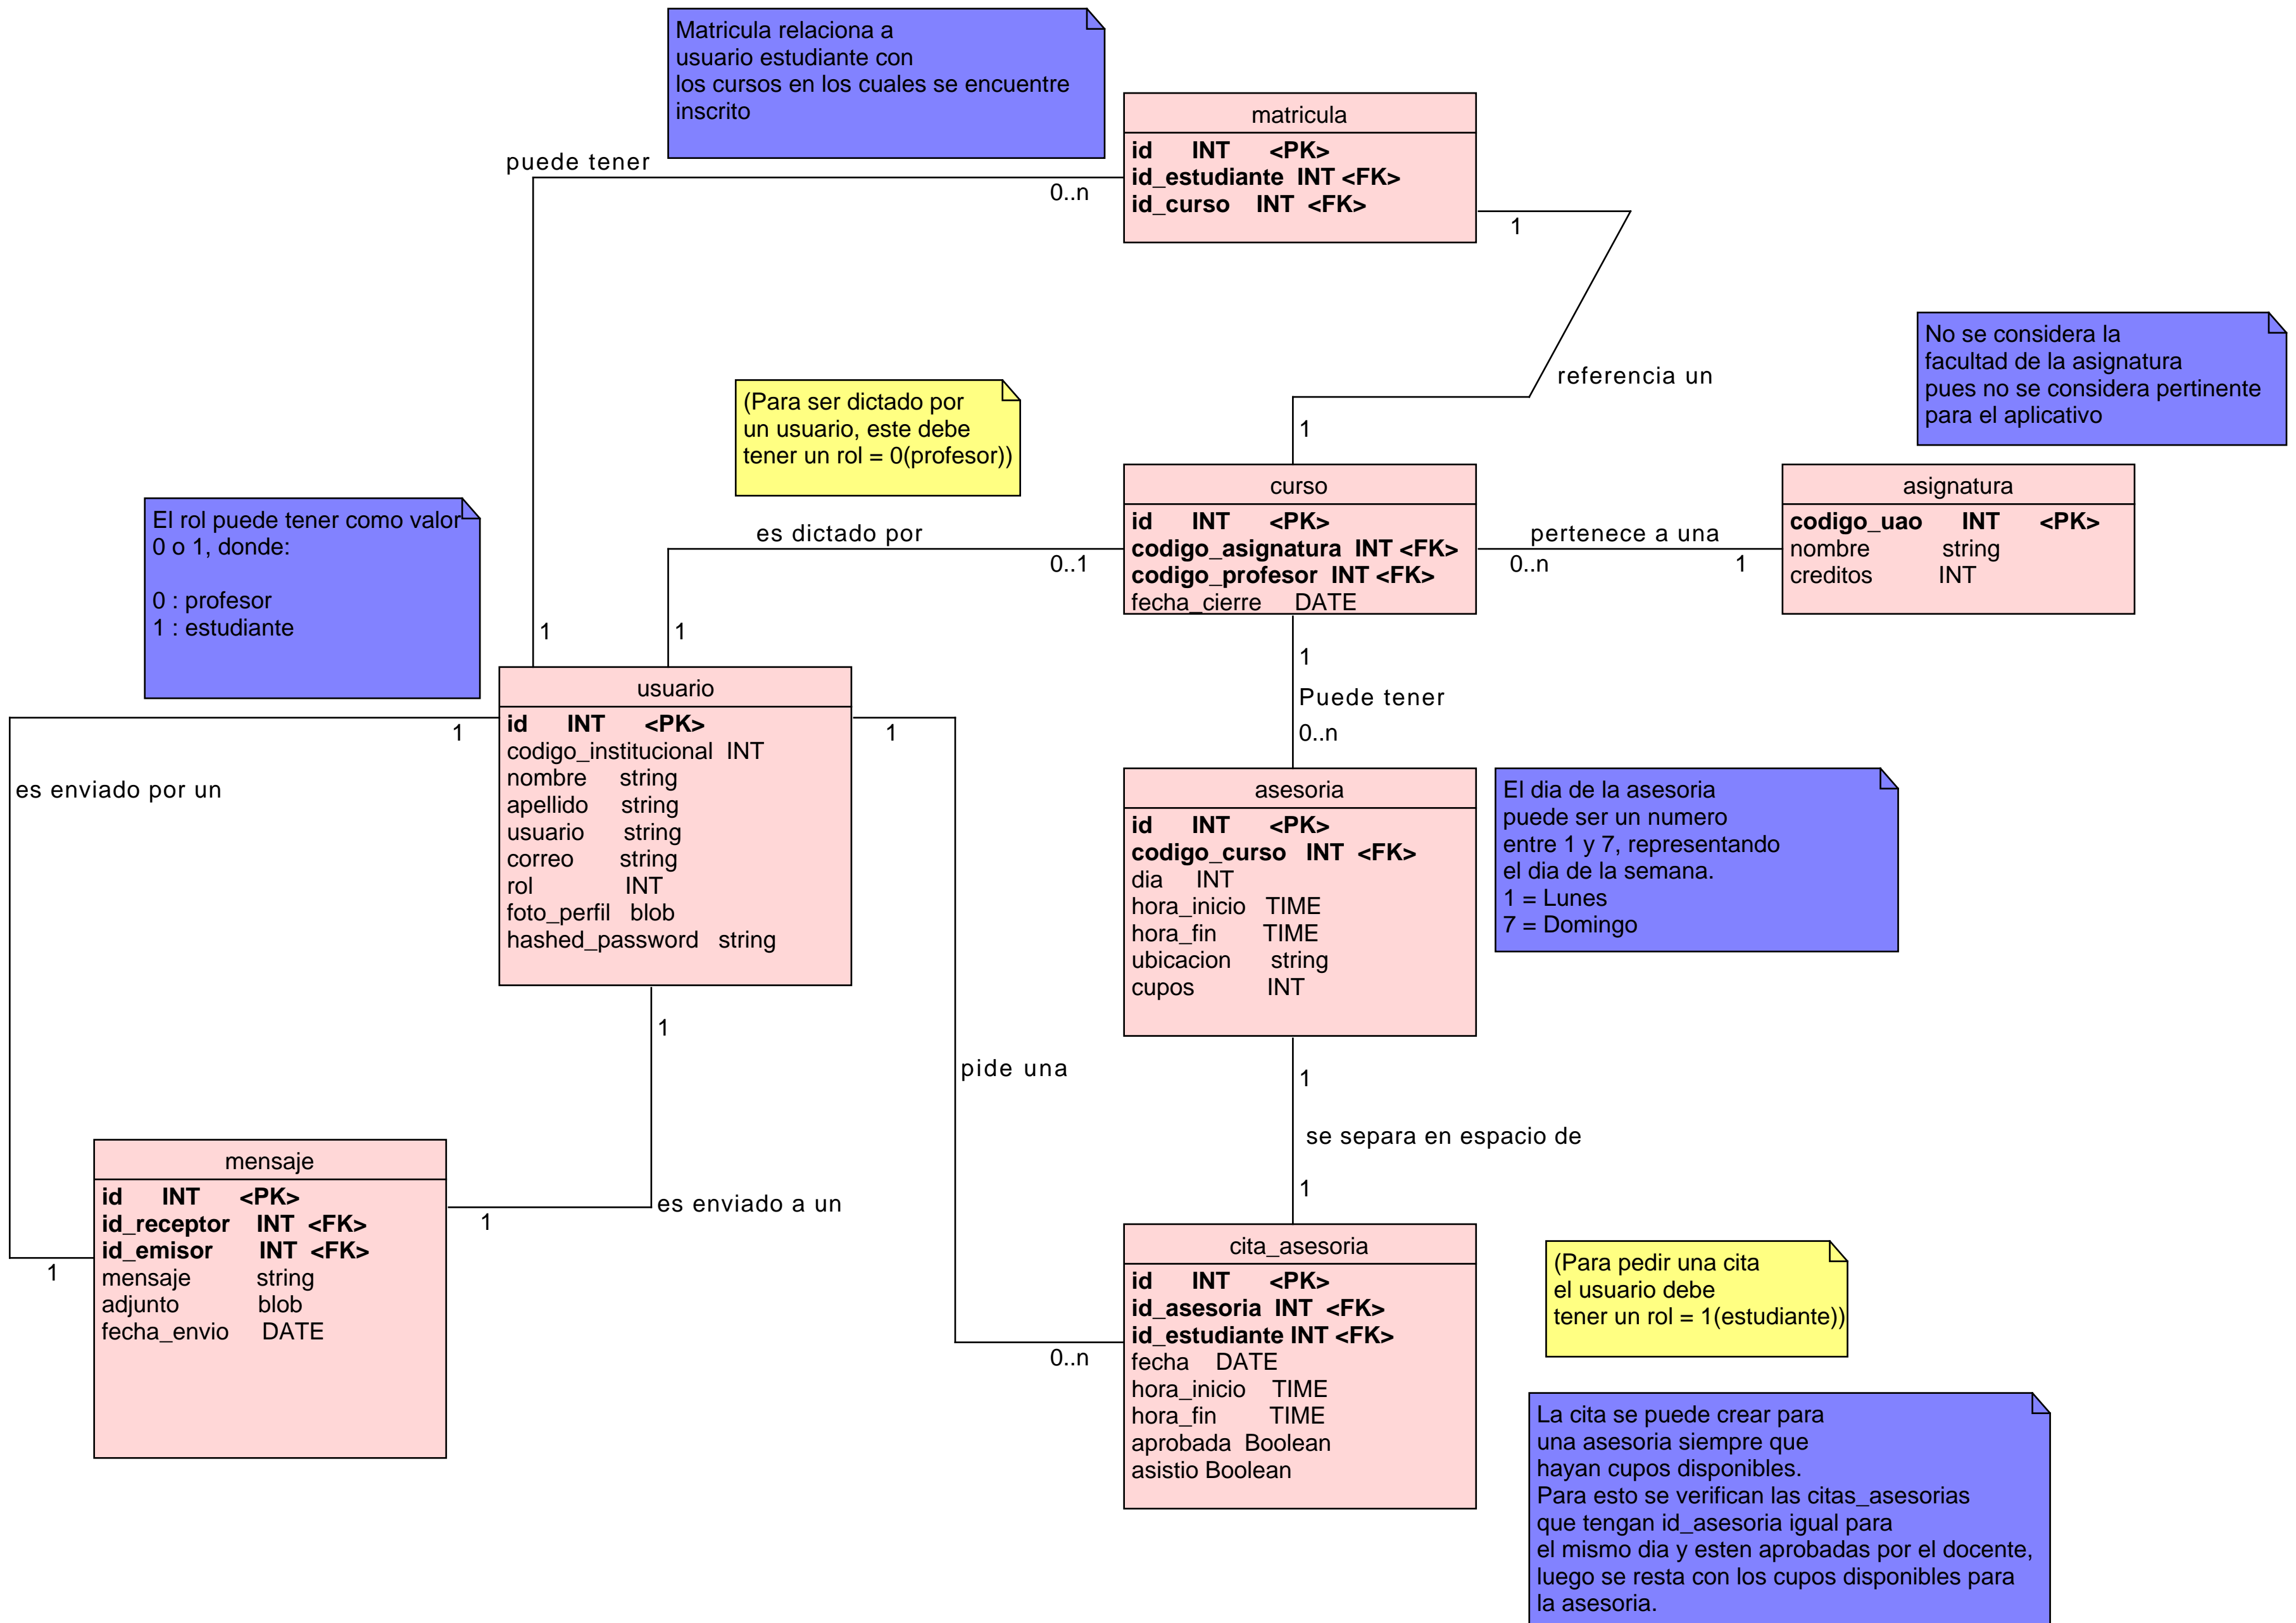 Matricula relaciona a
usuario estudiante con
los cursos en los cuales se encuentre
inscrito
matricula
id INT <PK>
id_estudiante INT <FK>
id_curso INT <FK>
puede tener
0..n
1
1
referencia un
1
No se considera la
facultad de la asignatura
pues no se considera pertinente
para el aplicativo
(Para ser dictado por
un usuario, este debe
tener un rol = 0(profesor))
curso
id INT <PK>
codigo_asignatura INT <FK>
codigo_profesor INT <FK>
fecha_cierre DATE
asignatura
codigo_uao INT <PK>
nombre string
creditos INT
pertenece a una
0..n
1
es dictado por
0..1
1
El rol puede tener como valor
0 o 1, donde:
0 : profesor
1 : estudiante
usuario
id INT <PK>
codigo_institucional INT
nombre string
apellido string
usuario string
correo string
rol INT
foto_perfil blob
hashed_password string
1
Puede tener
0..n
1
1
es enviado por un
asesoria
id INT <PK>
codigo_curso INT <FK>
dia INT
hora_inicio TIME
hora_fin TIME
ubicacion string
cupos INT
El dia de la asesoria
puede ser un numero
entre 1 y 7, representando
el dia de la semana.
1 = Lunes
7 = Domingo
1
pide una
1
se separa en espacio de
1
mensaje
id INT <PK>
id_receptor INT <FK>
id_emisor INT <FK>
mensaje string
adjunto blob
fecha_envio DATE
es enviado a un
1
1
cita_asesoria
id INT <PK>
id_asesoria INT <FK>
id_estudiante INT <FK>
fecha DATE
hora_inicio TIME
hora_fin TIME
aprobada Boolean
asistio Boolean
0..n
(Para pedir una cita
el usuario debe
tener un rol = 1(estudiante))
La cita se puede crear para
una asesoria siempre que
hayan cupos disponibles.
Para esto se verifican las citas_asesorias
que tengan id_asesoria igual para
el mismo dia y esten aprobadas por el docente,
luego se resta con los cupos disponibles para
la asesoria.